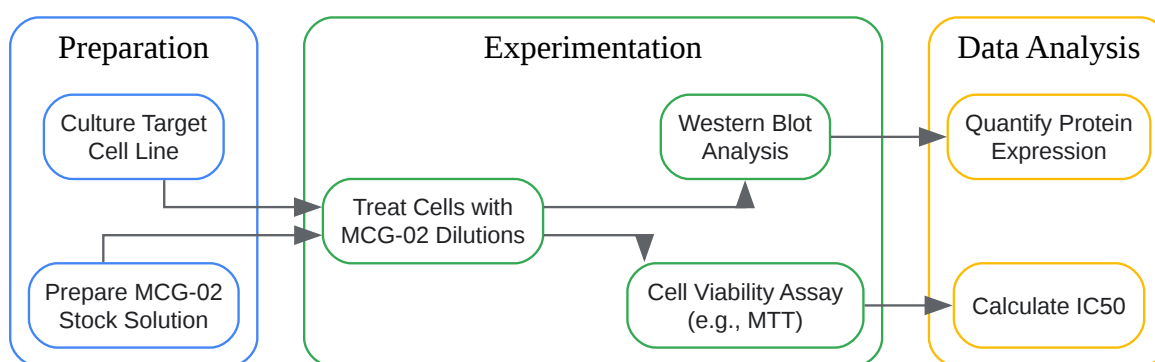 Preparation
Culture Target
Cell Line
Prepare MCG-02
Stock Solution
Experimentation
Treat Cells with
MCG-02 Dilutions
Western Blot
Analysis
Cell Viability Assay
(e.g., MTT)
Data Analysis
Quantify Protein
Expression
Calculate IC50